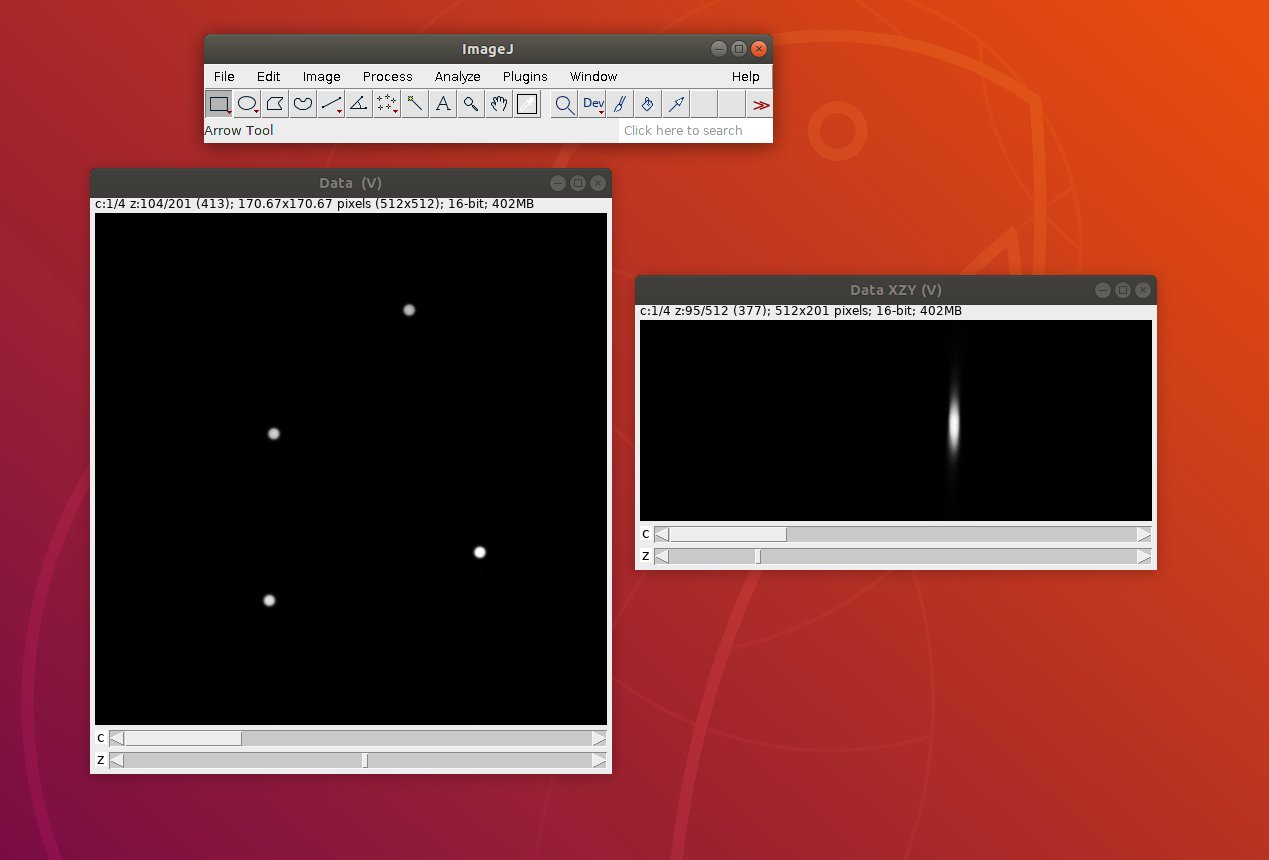 ImageJ
File Edit Image Process Analyze Plugins Window Help
A Dev
Arrow Tool Click here to search
Data (V)
c:1/4 z:104/201 (413); 170.67x170.67 pixels (512x512); 16-bit; 402MB
c
z
Data XZY (V)
c:1/4 z:95/512 (377); 512x201 pixels; 16-bit; 402MB
c
z